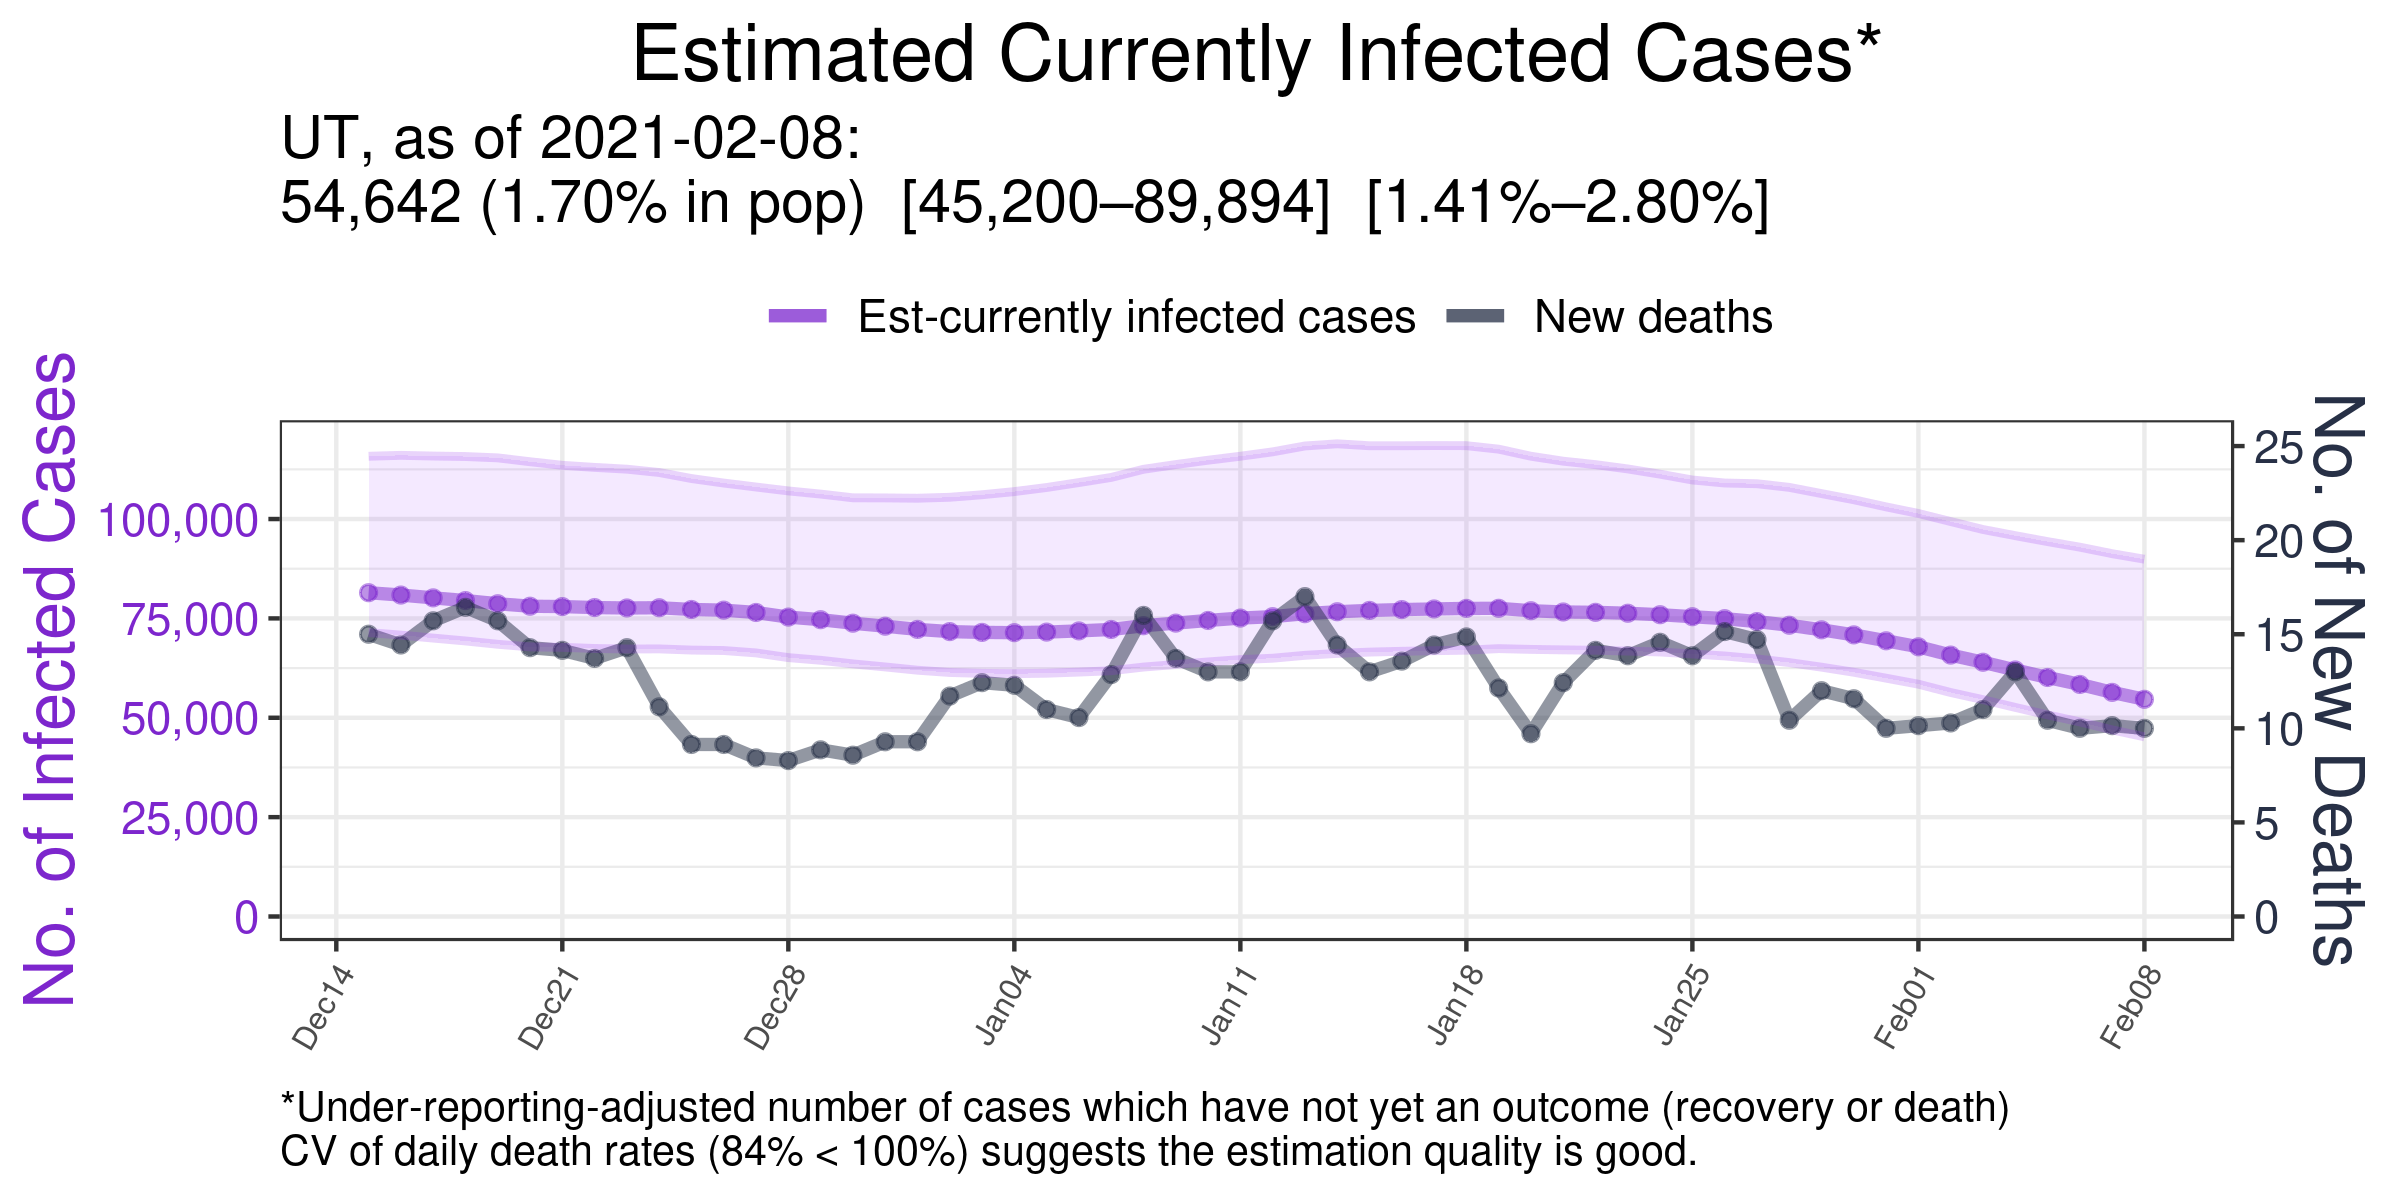 Estimated Currently Infected Cases*
UT, as of 2021-02-08:
54,642 (1.70% in pop)  [45,200–89,894]  [1.41%–2.80%]
Est-currently infected cases
New deaths
No. of Infected Cases
100,000
75,000
50,000
25,000
0
25
20
15
10
5
0
No. of New Deaths
Dec14
Dec21
Dec28
Jan04
Jan11
Jan18
Jan25
Feb01
Feb08
*Under-reporting-adjusted number of cases which have not yet an outcome (recovery or death)
CV of daily death rates (84% < 100%) suggests the estimation quality is good.